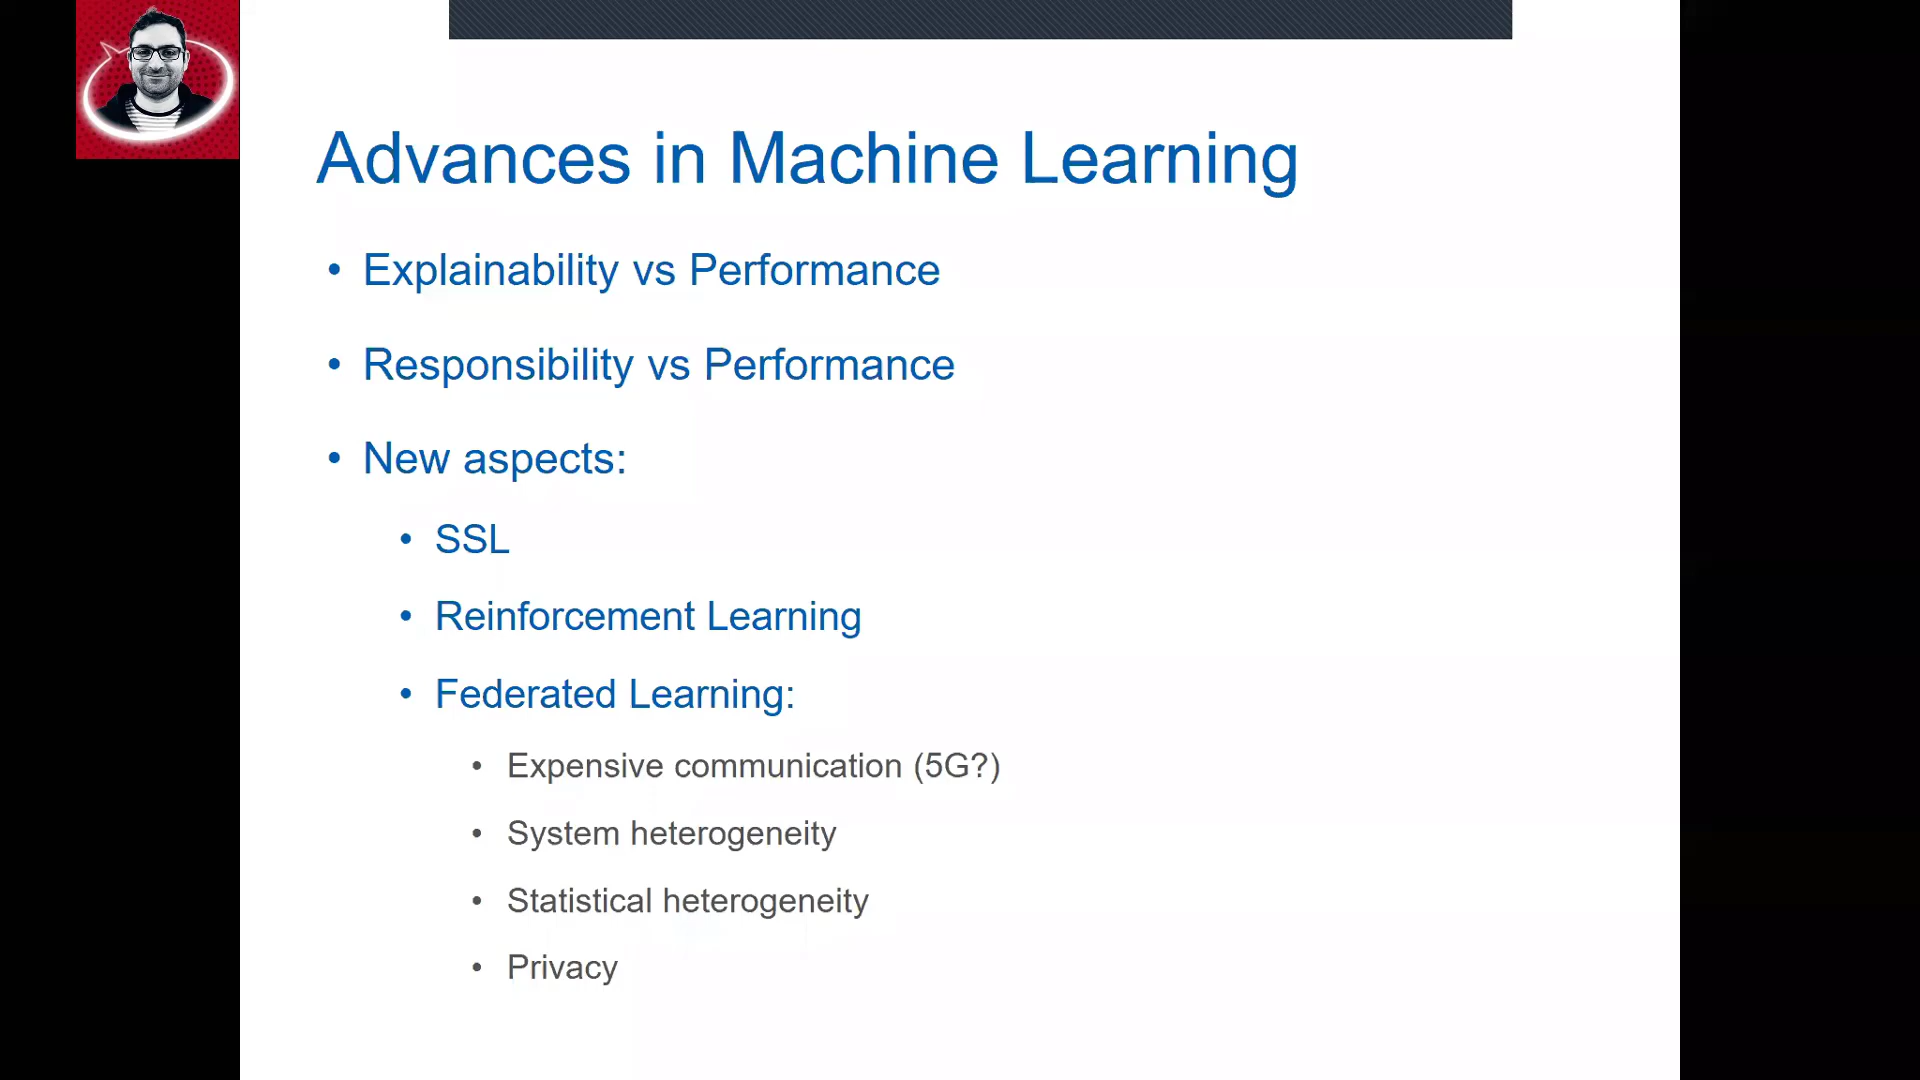 Advances in Machine Learning
• Explainability vs Performance
• Responsibility vs Performance
• New aspects:
• SSL
• Reinforcement Learning
• Federated Learning:
• Expensive communication (5G?)
• System heterogeneity
• Statistical heterogeneity
• Privacy